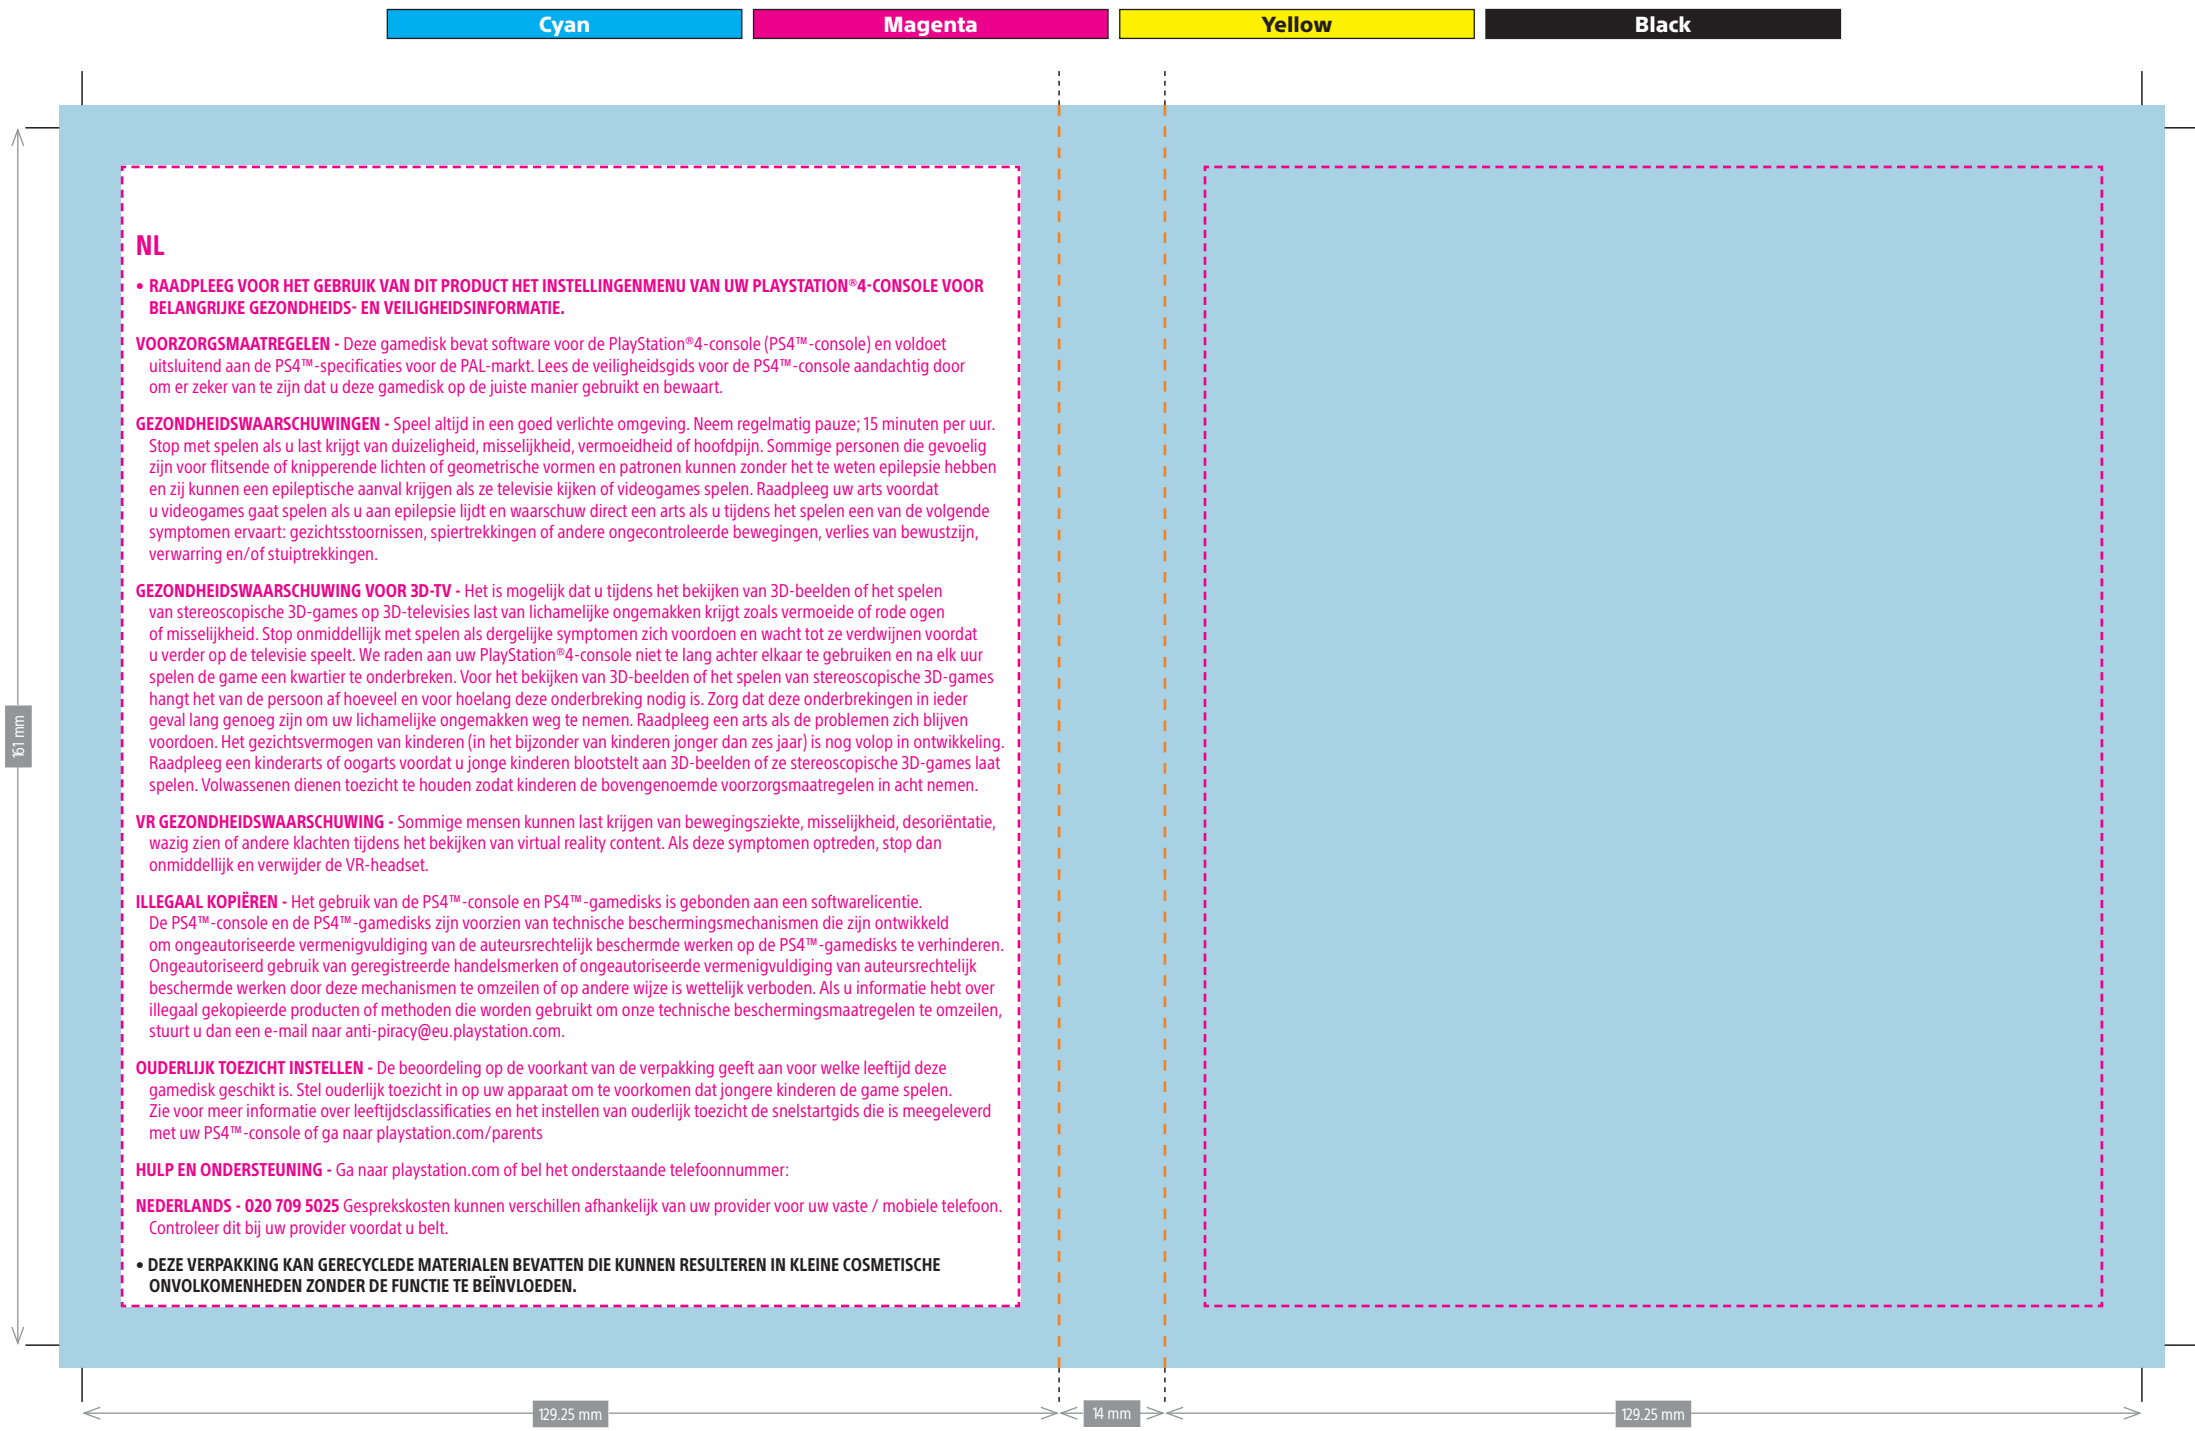 Cyan
Magenta
Yellow
Black
NL
• RAADPLEEG VOOR HET GEBRUIK VAN DIT PRODUCT HET INSTELLINGENMENU VAN UW PLAYSTATION®4-CONSOLE VOOR
BELANGRIJKE GEZONDHEIDS- EN VEILIGHEIDSINFORMATIE.
VOORZORGSMAATREGELEN - Deze gamedisk bevat software voor de PlayStation®4-console (PS4™-console) en voldoet
uitsluitend aan de PS4™-specificaties voor de PAL-markt. Lees de veiligheidsgids voor de PS4™-console aandachtig door
om er zeker van te zijn dat u deze gamedisk op de juiste manier gebruikt en bewaart.
GEZONDHEIDSWAARSCHUWINGEN - Speel altijd in een goed verlichte omgeving. Neem regelmatig pauze; 15 minuten per uur.
Stop met spelen als u last krijgt van duizeligheid, misselijkheid, vermoeidheid of hoofdpijn. Sommige personen die gevoelig
zijn voor flitsende of knipperende lichten of geometrische vormen en patronen kunnen zonder het te weten epilepsie hebben
en zij kunnen een epileptische aanval krijgen als ze televisie kijken of videogames spelen. Raadpleeg uw arts voordat
u videogames gaat spelen als u aan epilepsie lijdt en waarschuw direct een arts als u tijdens het spelen een van de volgende
symptomen ervaart: gezichtsstoornissen, spiertrekkingen of andere ongecontroleerde bewegingen, verlies van bewustzijn,
verwarring en/of stuiptrekkingen.
GEZONDHEIDSWAARSCHUWING VOOR 3D-TV - Het is mogelijk dat u tijdens het bekijken van 3D-beelden of het spelen
van stereoscopische 3D-games op 3D-televisies last van lichamelijke ongemakken krijgt zoals vermoeide of rode ogen
of misselijkheid. Stop onmiddellijk met spelen als dergelijke symptomen zich voordoen en wacht tot ze verdwijnen voordat
u verder op de televisie speelt. We raden aan uw PlayStation®4-console niet te lang achter elkaar te gebruiken en na elk uur
spelen de game een kwartier te onderbreken. Voor het bekijken van 3D-beelden of het spelen van stereoscopische 3D-games
hangt het van de persoon af hoeveel en voor hoelang deze onderbreking nodig is. Zorg dat deze onderbrekingen in ieder
geval lang genoeg zijn om uw lichamelijke ongemakken weg te nemen. Raadpleeg een arts als de problemen zich blijven
voordoen. Het gezichtsvermogen van kinderen (in het bijzonder van kinderen jonger dan zes jaar) is nog volop in ontwikkeling.
Raadpleeg een kinderarts of oogarts voordat u jonge kinderen blootstelt aan 3D-beelden of ze stereoscopische 3D-games laat
spelen. Volwassenen dienen toezicht te houden zodat kinderen de bovengenoemde voorzorgsmaatregelen in acht nemen.
VR GEZONDHEIDSWAARSCHUWING - Sommige mensen kunnen last krijgen van bewegingsziekte, misselijkheid, desoriëntatie,
wazig zien of andere klachten tijdens het bekijken van virtual reality content. Als deze symptomen optreden, stop dan
onmiddellijk en verwijder de VR-headset.
ILLEGAAL KOPIËREN - Het gebruik van de PS4™-console en PS4™-gamedisks is gebonden aan een softwarelicentie.
De PS4™-console en de PS4™-gamedisks zijn voorzien van technische beschermingsmechanismen die zijn ontwikkeld
om ongeautoriseerde vermenigvuldiging van de auteursrechtelijk beschermde werken op de PS4™-gamedisks te verhinderen.
Ongeautoriseerd gebruik van geregistreerde handelsmerken of ongeautoriseerde vermenigvuldiging van auteursrechtelijk
beschermde werken door deze mechanismen te omzeilen of op andere wijze is wettelijk verboden. Als u informatie hebt over
illegaal gekopieerde producten of methoden die worden gebruikt om onze technische beschermingsmaatregelen te omzeilen,
stuurt u dan een e-mail naar anti-piracy@eu.playstation.com.
OUDERLIJK TOEZICHT INSTELLEN - De beoordeling op de voorkant van de verpakking geeft aan voor welke leeftijd deze
gamedisk geschikt is. Stel ouderlijk toezicht in op uw apparaat om te voorkomen dat jongere kinderen de game spelen.
Zie voor meer informatie over leeftijdsclassificaties en het instellen van ouderlijk toezicht de snelstartgids die is meegeleverd
met uw PS4™-console of ga naar playstation.com/parents
HULP EN ONDERSTEUNING - Ga naar playstation.com of bel het onderstaande telefoonnummer:
NEDERLANDS - 020 709 5025 Gesprekskosten kunnen verschillen afhankelijk van uw provider voor uw vaste / mobiele telefoon.
Controleer dit bij uw provider voordat u belt.
• DEZE VERPAKKING KAN GERECYCLEDE MATERIALEN BEVATTEN DIE KUNNEN RESULTEREN IN KLEINE COSMETISCHE
ONVOLKOMENHEDEN ZONDER DE FUNCTIE TE BEÏNVLOEDEN.
161 mm
129.25 mm
14 mm
129.25 mm